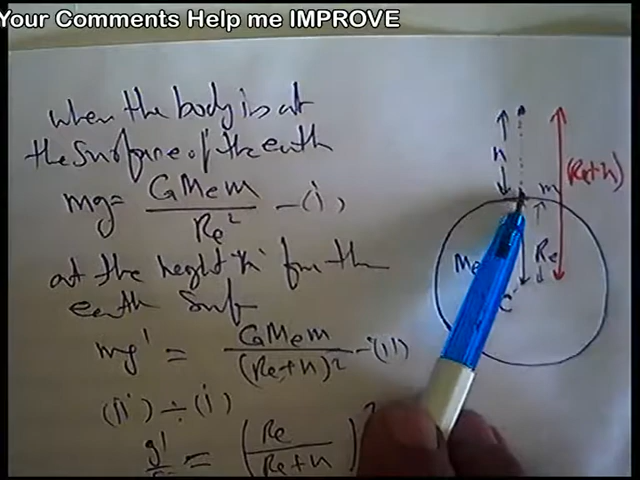 Your Comments Help me IMPROVE
when the body is at
the surface of the earth
mg = GMem / Re² - (i)
at the height 'h' from the
earth surf
mg' = GMem / (Re+h)² - (ii)
(ii) ÷ (i)
g' = (Re / Re+h)
h
m
(Re+h)
Re
Me
C